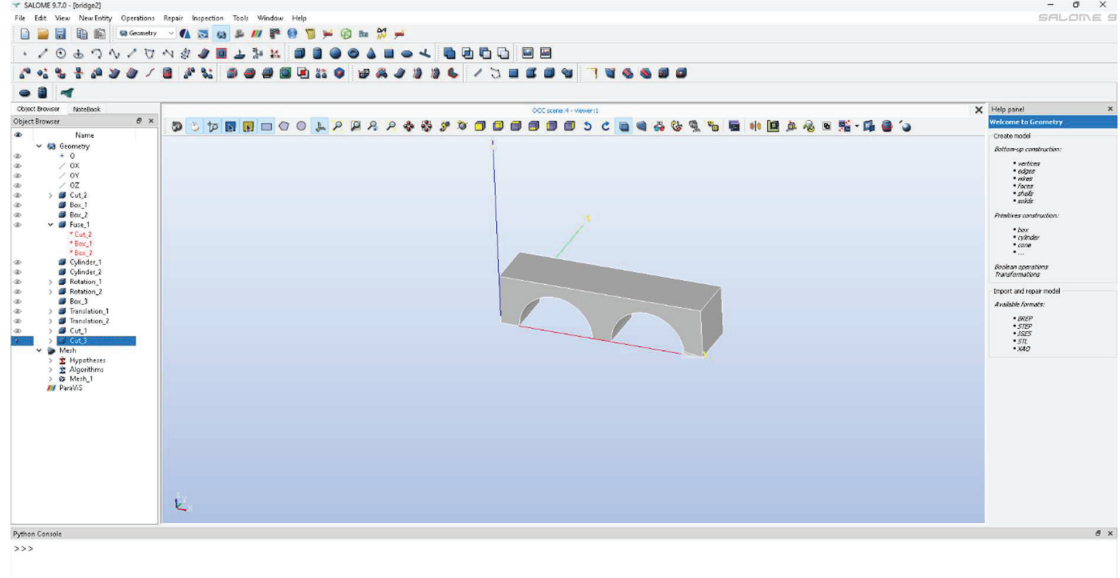 SALOME 9.7.0 - [bridge2]
File Edit View New Entity Operations Repair Inspection Tools Window Help
SALOME 9
Geometry
Object Browser NoteBook
OCC scene:4 - viewer:1
Help panel
Object Browser
Welcome to Geometry
Name
Create model
Geometry
Bottom-up construction:
O
OX
OY
OZ
Cut_2
Box_1
Box_2
Fuse_1
* Cut_2
* Box_1
* Box_2
Cylinder_1
Cylinder_2
Rotation_1
Rotation_2
Box_3
Translation_1
Translation_2
Cut_1
Cut_3
Mesh
Hypotheses
Algorithms
Mesh_1
ParaViS
• vertices
• edges
• wires
• faces
• shells
• solids
Primitives construction:
• box
• cylinder
• cone
• ...
Boolean operations
Transformations
Import and repair model
Available formats:
• BREP
• STEP
• IGES
• STL
• XAO
Python Console
>>>